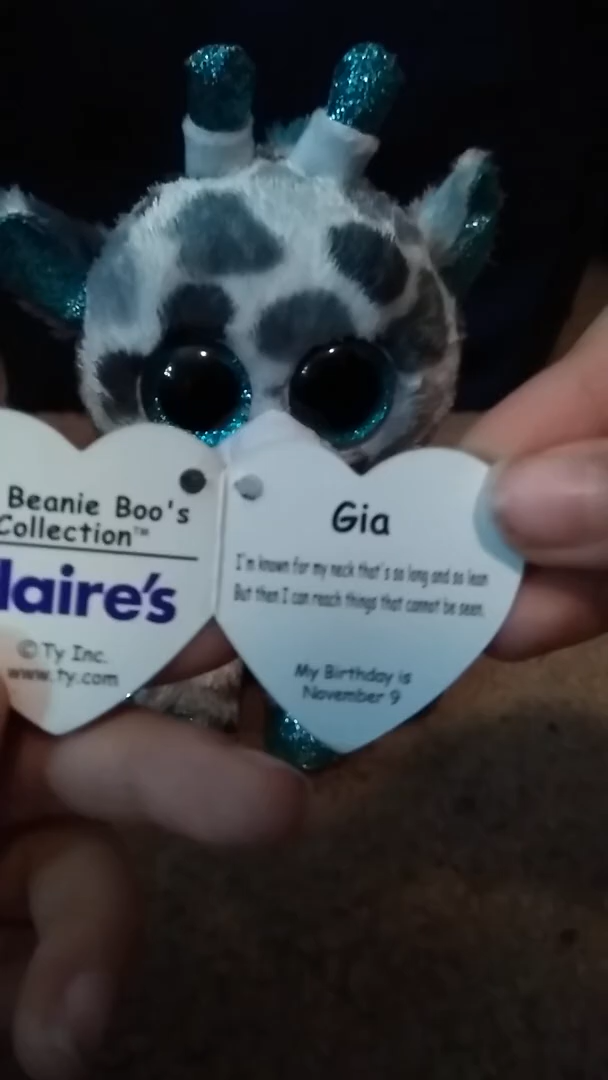 Beanie Boo's
Collection™
laire's
© Ty Inc.
www.ty.com
Gia
I'm known for my neck that's so long and so lean
But then I can reach things that cannot be seen.
My Birthday is
November 9